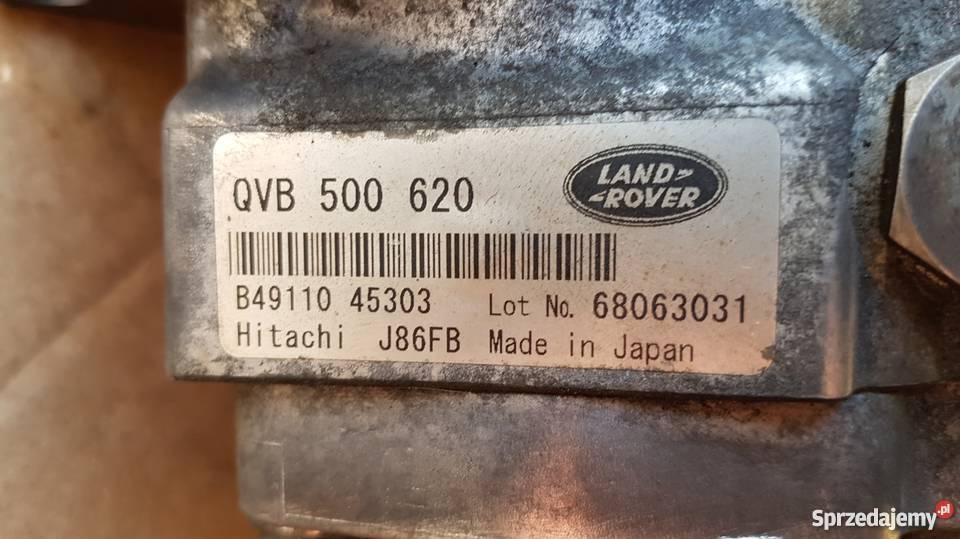 QVB 500 620
LAND-
-ROVER
B49110 45303 Lot No. 68063031
Hitachi J86FB Made in Japan
Sprzedajemy.pl